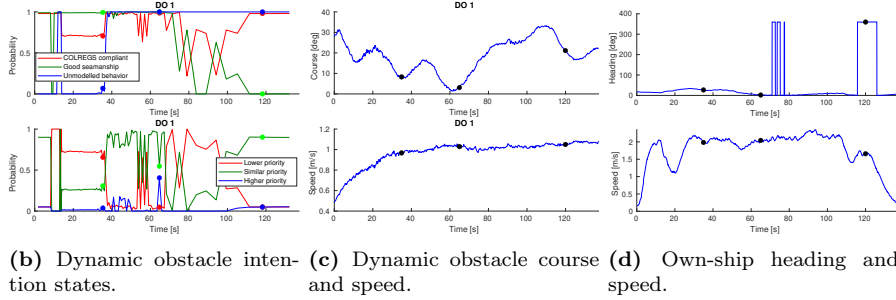 DO 1
Probability
1
0.5
0
COLREGS compliant
Good seamanship
Unmodelled behavior
0 20 40 60 80 100 120
Time [s]
DO 1
Probability
1
0.5
0
Lower priority
Similar priority
Higher priority
0 20 40 60 80 100 120
Time [s]
(b) Dynamic obstacle inten-
tion states.
DO 1
Course [deg]
40
30
20
10
0
0 20 40 60 80 100 120
Time [s]
DO 1
Speed [m/s]
1.2
1
0.8
0.6
0.4
0 20 40 60 80 100 120
Time [s]
(c) Dynamic obstacle course
and speed.
Heading [deg]
400
300
200
100
0
0 20 40 60 80 100 120
Time [s]
Speed [m/s]
2
1
0
0 20 40 60 80 100 120
Time [s]
(d) Own-ship heading and
speed.